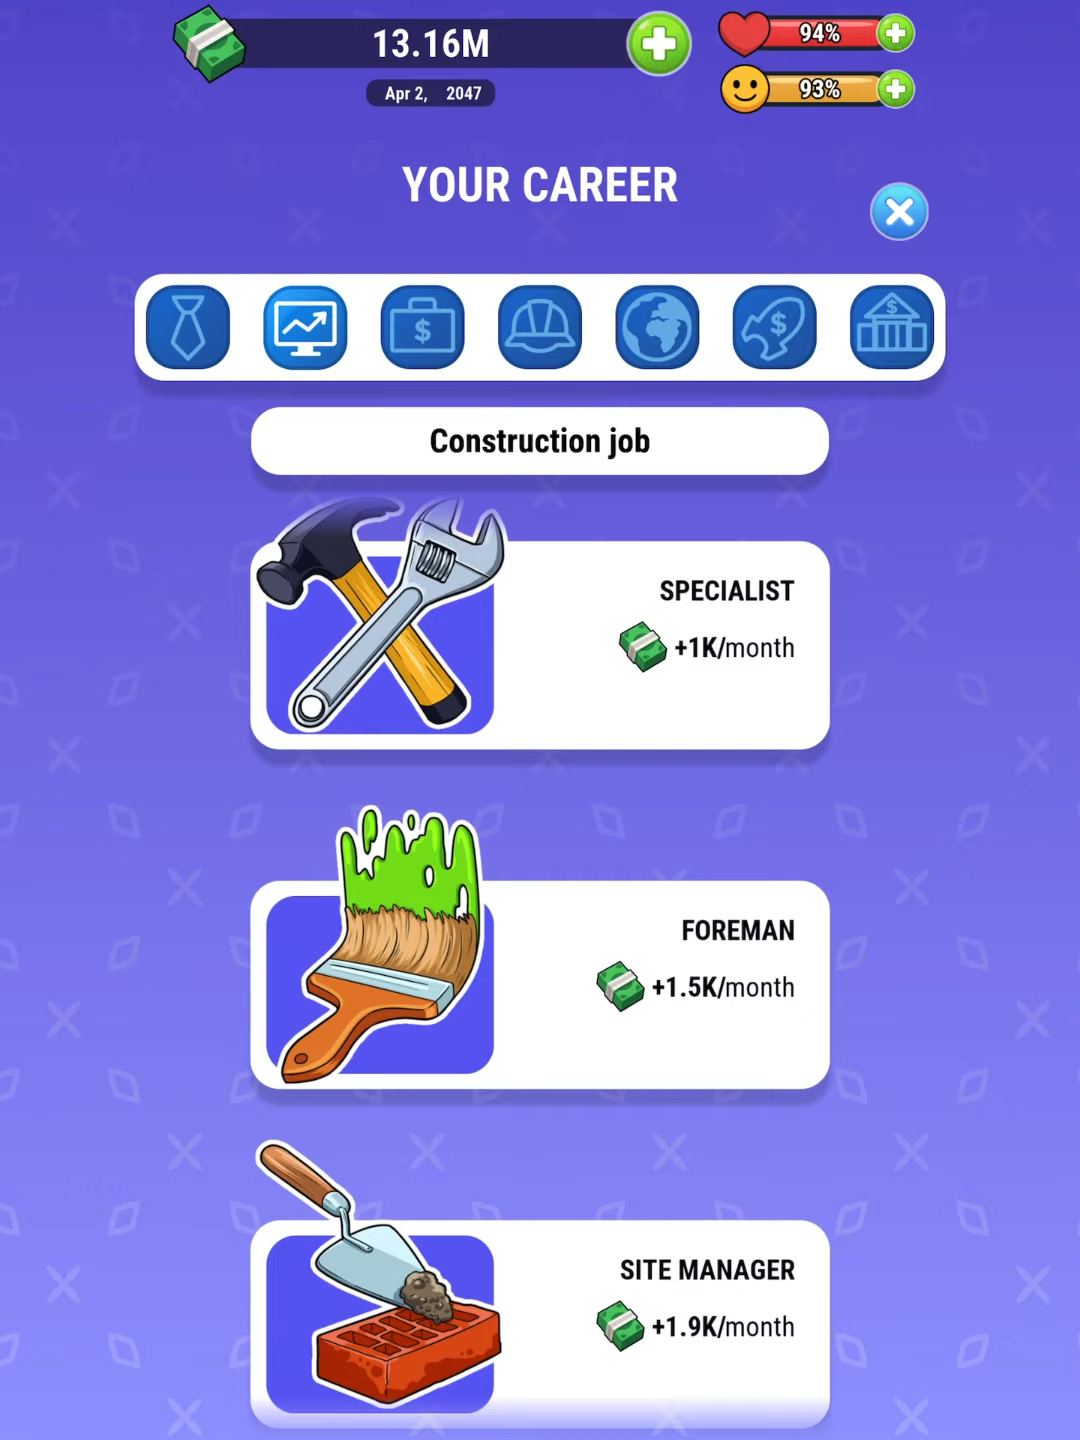 13.16M
94%
Apr 2, 2047
93%
YOUR CAREER
$
$
$
Construction job
SPECIALIST
+1K/month
FOREMAN
+1.5K/month
SITE MANAGER
+1.9K/month